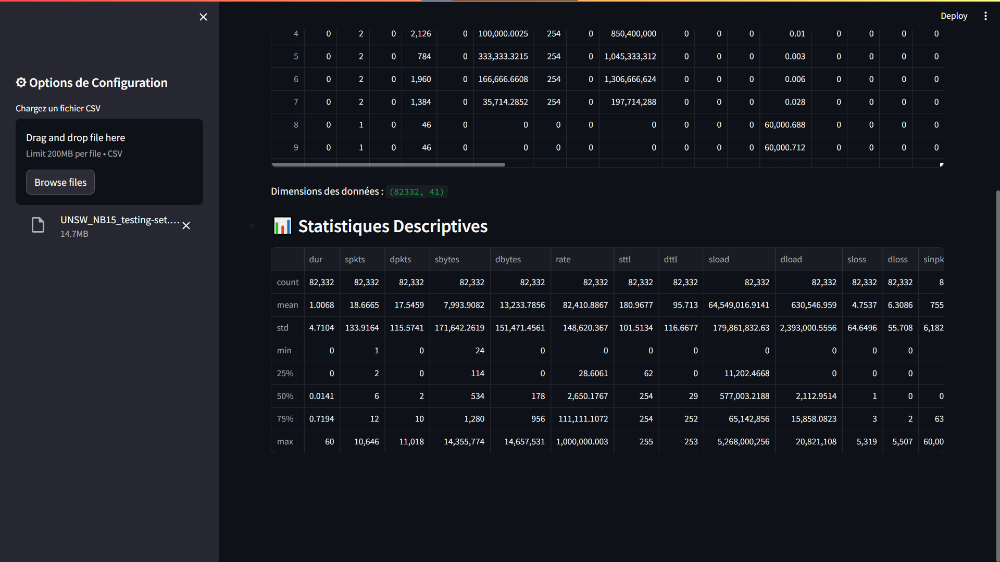 Deploy
⚙ Options de Configuration
Chargez un fichier CSV
Drag and drop file here
Limit 200MB per file • CSV
Browse files
UNSW_NB15_testing-set....
14.7MB
4 0 2 0 2,126 0 100,000.0025 254 0 850,400,000 0 0 0 0.01 0 0 0 0
5 0 2 0 784 0 333,333.3215 254 0 1,045,333,312 0 0 0 0.003 0 0 0 0
6 0 2 0 1,960 0 166,666.6608 254 0 1,306,666,624 0 0 0 0.006 0 0 0 0
7 0 2 0 1,384 0 35,714.2852 254 0 197,714,288 0 0 0 0.028 0 0 0 0
8 0 1 0 46 0 0 0 0 0 0 0 0 60,000.688 0 0 0 0
9 0 1 0 46 0 0 0 0 0 0 0 0 60,000.712 0 0 0 0
Dimensions des données : (82332, 41)
📊 Statistiques Descriptives
dur spkts dpkts sbytes dbytes rate sttl dttl sload dload sloss dloss sinpk
count 82,332 82,332 82,332 82,332 82,332 82,332 82,332 82,332 82,332 82,332 82,332 82,332 8
mean 1.0068 18.6665 17.5459 7,993.9082 13,233.7856 82,410.8867 180.9677 95.713 64,549,016.9141 630,546.959 4.7537 6.3086 755
std 4.7104 133.9164 115.5741 171,642.2619 151,471.4561 148,620.367 101.5134 116.6677 179,861,832.63 2,393,000.5556 64.6496 55.708 6,182
min 0 1 0 24 0 0 0 0 0 0 0 0
25% 0 2 0 114 0 28.6061 62 0 11,202.4668 0 0 0
50% 0.0141 6 2 534 178 2,650.1767 254 29 577,003.2188 2,112.9514 1 0 0
75% 0.7194 12 10 1,280 956 111,111.1072 254 252 65,142,856 15,858.0823 3 2 63
max 60 10,646 11,018 14,355,774 14,657,531 1,000,000.003 255 253 5,268,000,256 20,821,108 5,319 5,507 60,00